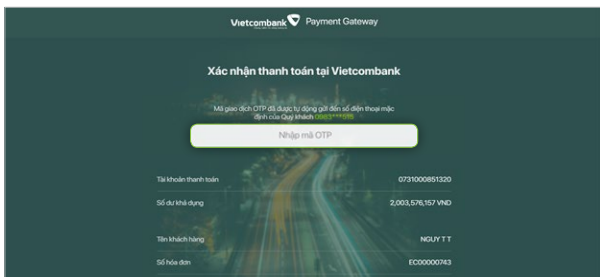 Vietcombank Payment Gateway
Xác nhận thanh toán tại Vietcombank
Mã giao dịch OTP đã được tự động gửi đến số điện thoại mặc
định của Quý khách
Nhập mã OTP
Tài khoản thanh toán 0731000851320
Số dư khả dụng 2,003,576,157 VND
Tên khách hàng NGUY T T
Số hóa đơn EC00000743